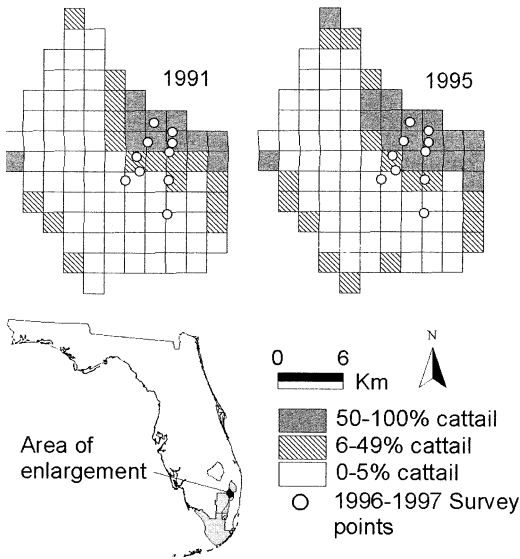 1991
1995
N
0 6
Km
50-100% cattail
6-49% cattail
0-5% cattail
1996-1997 Survey
points
Area of
enlargement